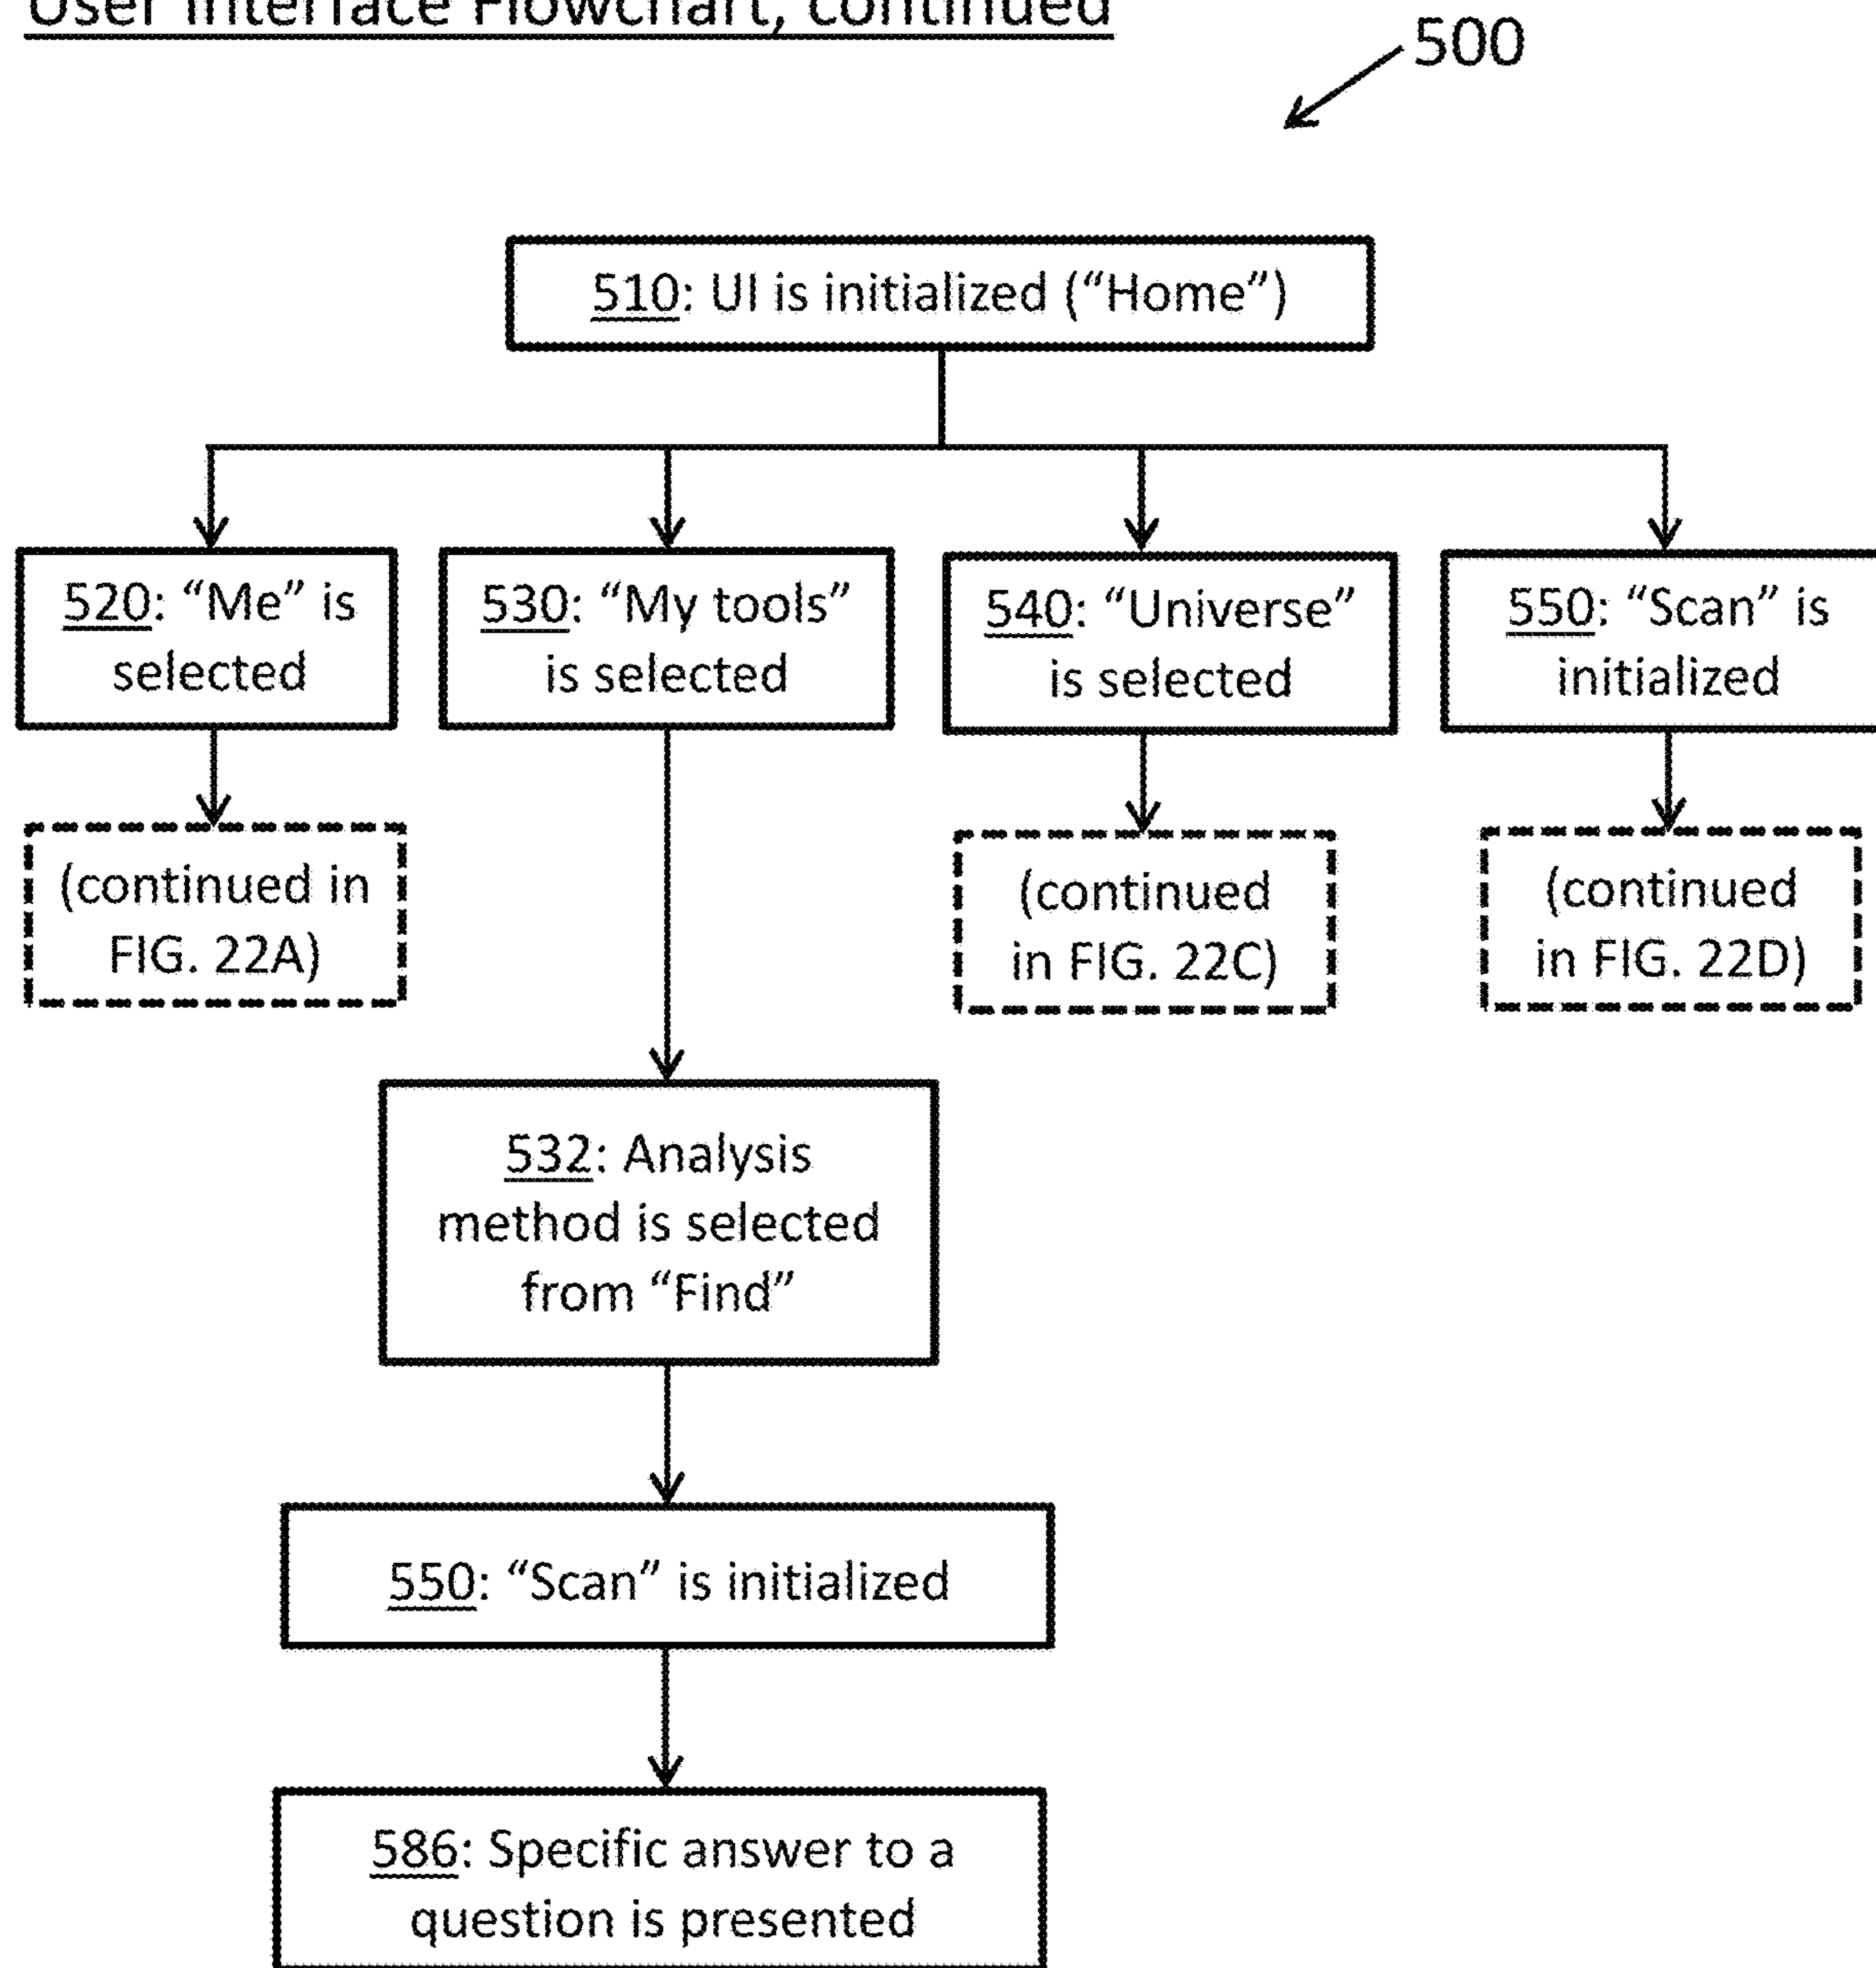 User Interface Flowchart, continued
500
510: UI is initialized (“Home”)
520: “Me” is
selected
530: “My tools”
is selected
540: “Universe”
is selected
550: “Scan” is
initialized
(continued in
FIG. 22A)
(continued
in FIG. 22C)
(continued
in FIG. 22D)
532: Analysis
method is selected
from “Find”
550: “Scan” is initialized
586: Specific answer to a
question is presented